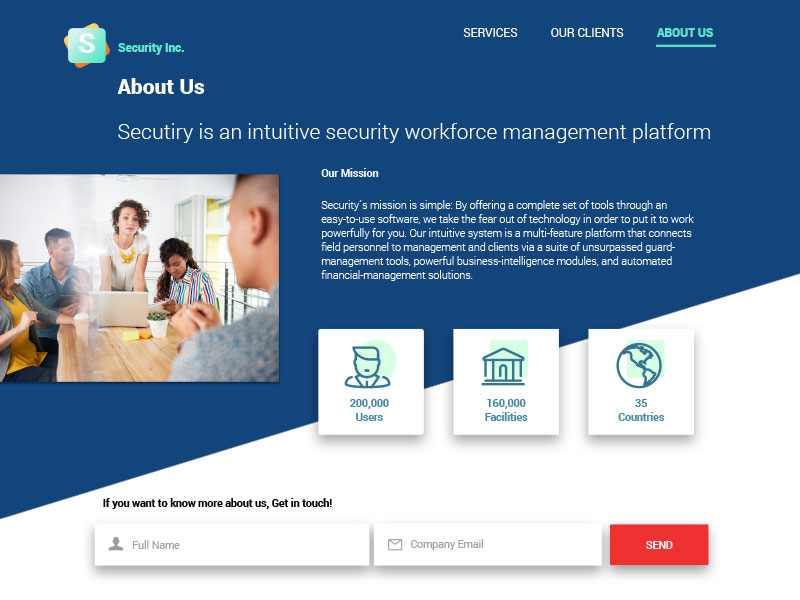 S
Security Inc.
SERVICES
OUR CLIENTS
ABOUT US
About Us
Secutiry is an intuitive security workforce management platform
Our Mission
Security´s mission is simple: By offering a complete set of tools through an
easy-to-use software, we take the fear out of technology in order to put it to work
powerfully for you. Our intuitive system is a multi-feature platform that connects
field personnel to management and clients via a suite of unsurpassed guard-
management tools, powerful business-intelligence modules, and automated
financial-management solutions.
200,000
Users
160,000
Facilities
35
Countries
If you want to know more about us, Get in touch!
Full Name
Company Email
SEND